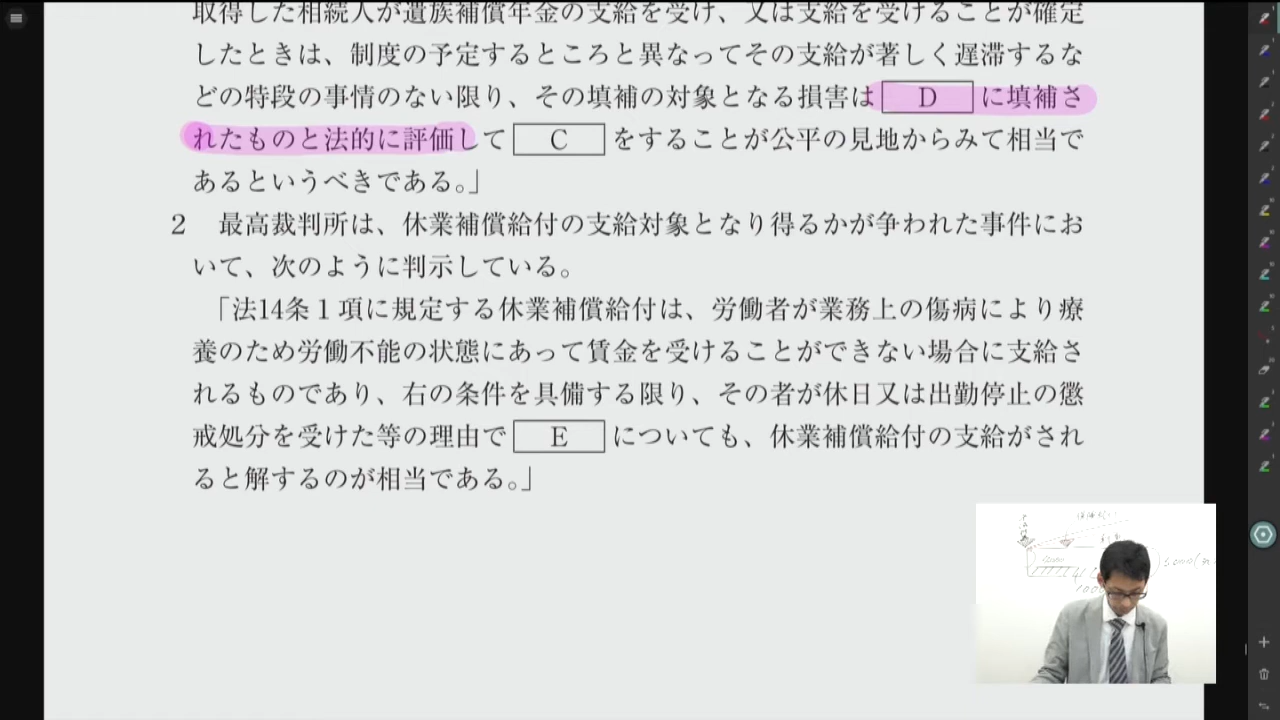 取得した相続人が遺族補償年金の支給を受け、又は支給を受けることが確定
したときは、制度の予定するところと異なってその支給が著しく遅滞するな
どの特段の事情のない限り、その填補の対象となる損害は D に填補さ
れたものと法的に評価して C をすることが公平の見地からみて相当で
あるというべきである。」
2 最高裁判所は、休業補償給付の支給対象となり得るかが争われた事件にお
いて、次のように判示している。
「法14条1項に規定する休業補償給付は、労働者が業務上の傷病により療
養のため労働不能の状態にあって賃金を受けることができない場合に支給さ
れるものであり、右の条件を具備する限り、その者が休日又は出勤停止の懲
戒処分を受けた等の理由で E についても、休業補償給付の支給がされ
ると解するのが相当である。」